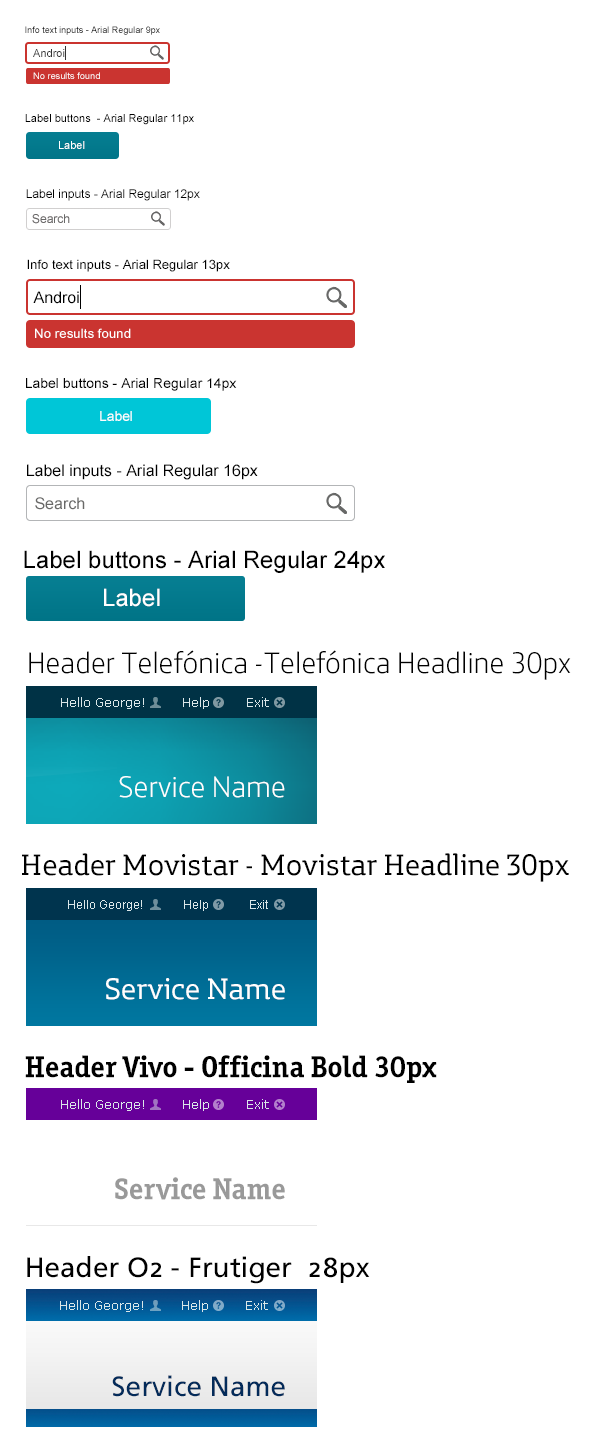 Info text inputs - Arial Regular 9px
Androi
No results found
Label buttons - Arial Regular 11px
Label
Label inputs - Arial Regular 12px
Search
Info text inputs - Arial Regular 13px
Androi
No results found
Label buttons - Arial Regular 14px
Label
Label inputs - Arial Regular 16px
Search
Label buttons - Arial Regular 24px
Label
Header Telefónica -Telefónica Headline 30px
Hello George! Help ? Exit
Service Name
Header Movistar - Movistar Headline 30px
Hello George! Help ? Exit
Service Name
Header Vivo - Officina Bold 30px
Hello George! Help ? Exit
Service Name
Header O2 - Frutiger 28px
Hello George! Help ? Exit
Service Name